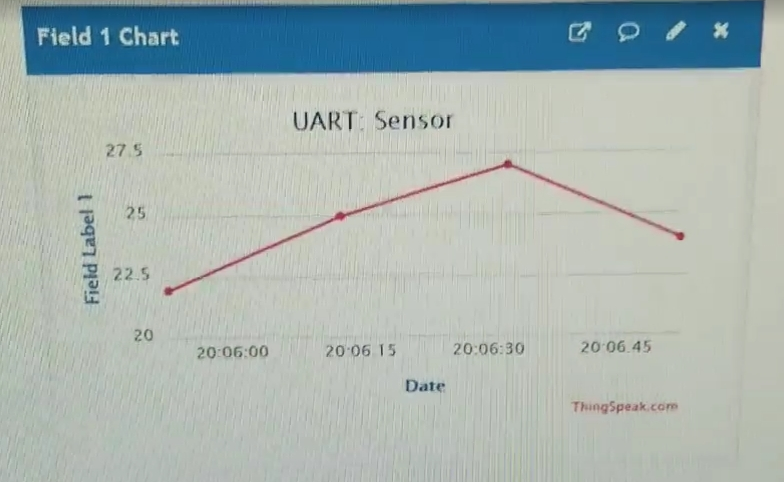 Field 1 Chart
UART: Sensor
27.5
25
22.5
20
Field Label 1
20:06:00 20:06:15 20:06:30 20:06:45
Date
ThingSpeak.com